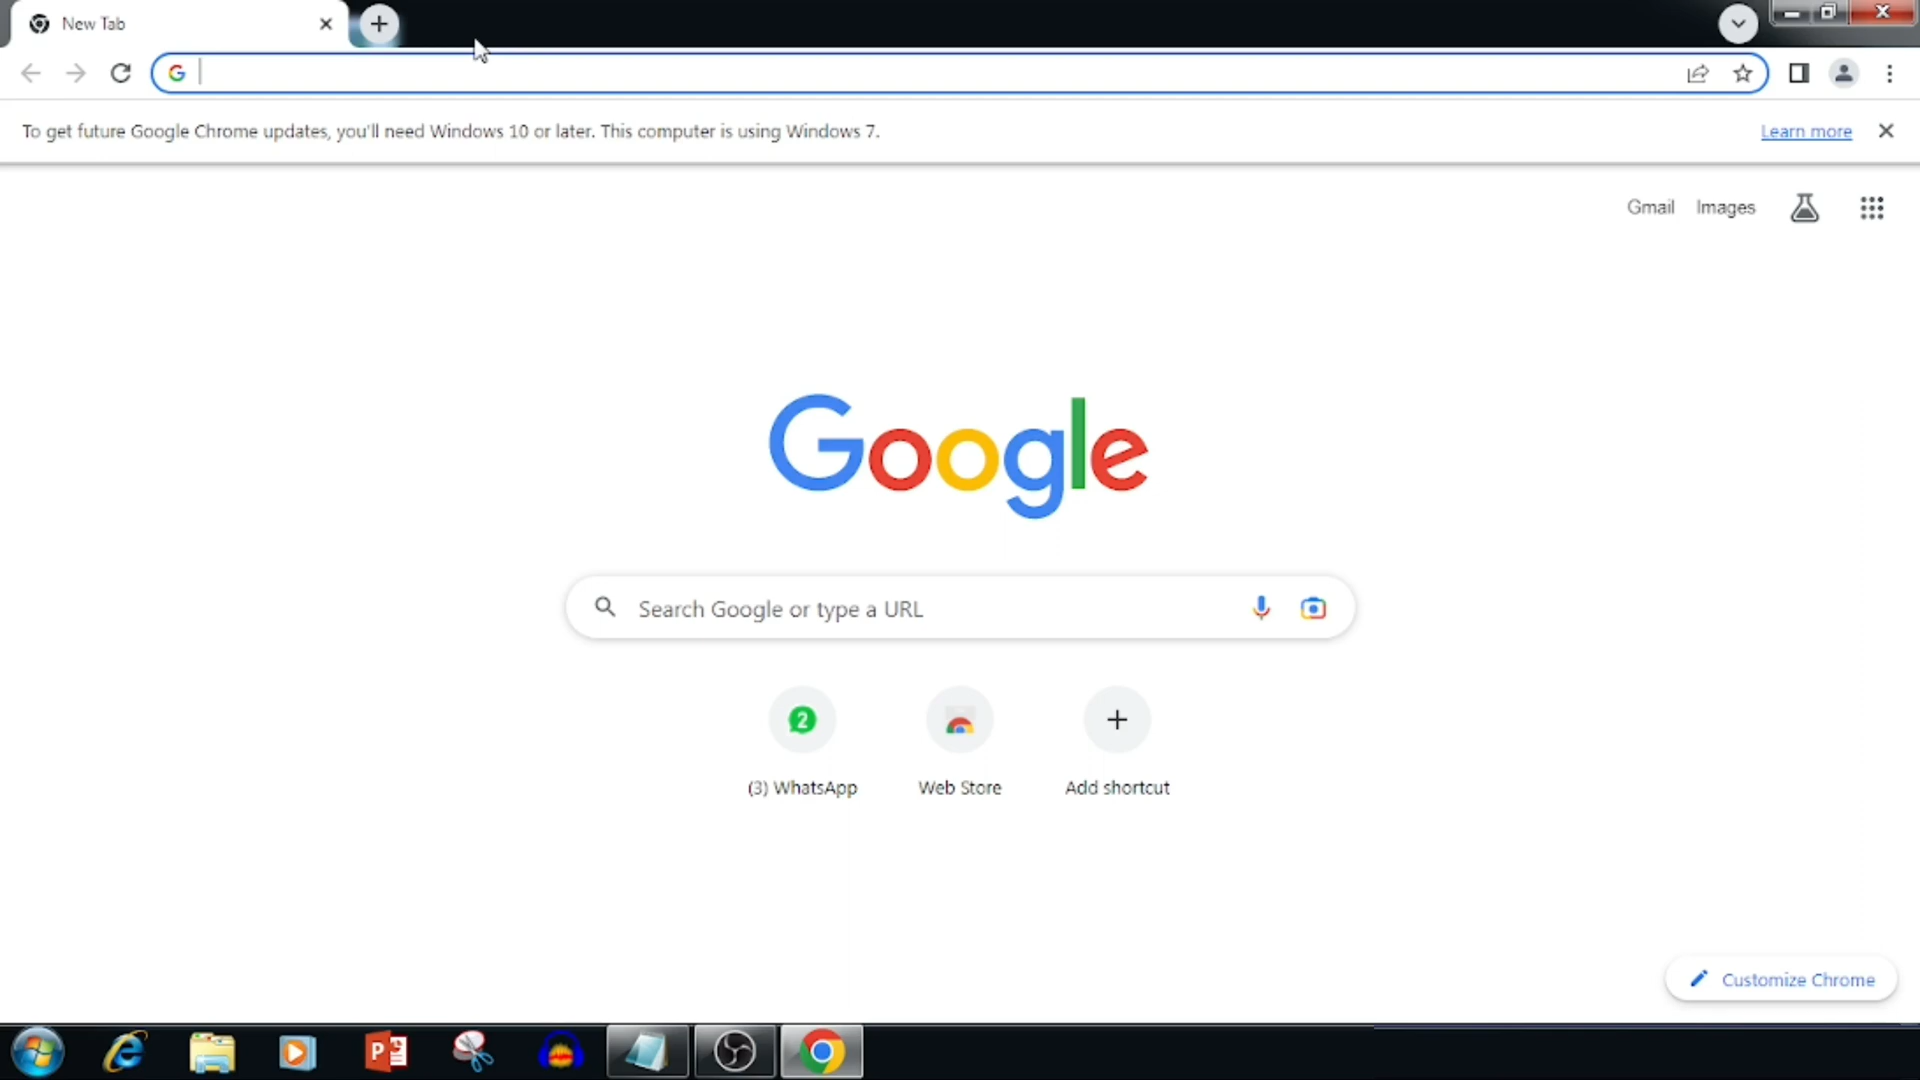 New Tab
To get future Google Chrome updates, you'll need Windows 10 or later. This computer is using Windows 7.
Learn more
Gmail
Images
Google
Search Google or type a URL
2
(3) WhatsApp
Web Store
Add shortcut
Customize Chrome